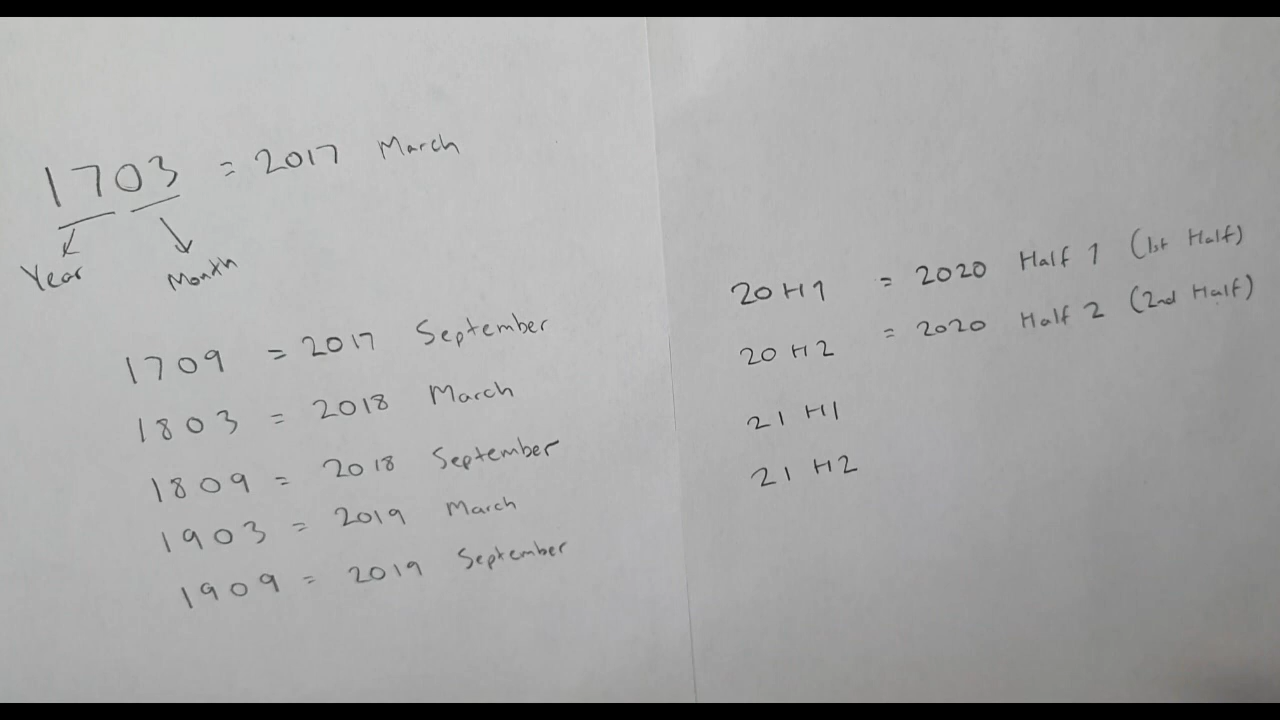 1703 = 2017 March
Year Month
1709 = 2017 September
1803 = 2018 March
1809 = 2018 September
1903 = 2019 March
1909 = 2019 September
20H1 = 2020 Half 1 (1st Half)
20H2 = 2020 Half 2 (2nd Half)
21H1
21H2